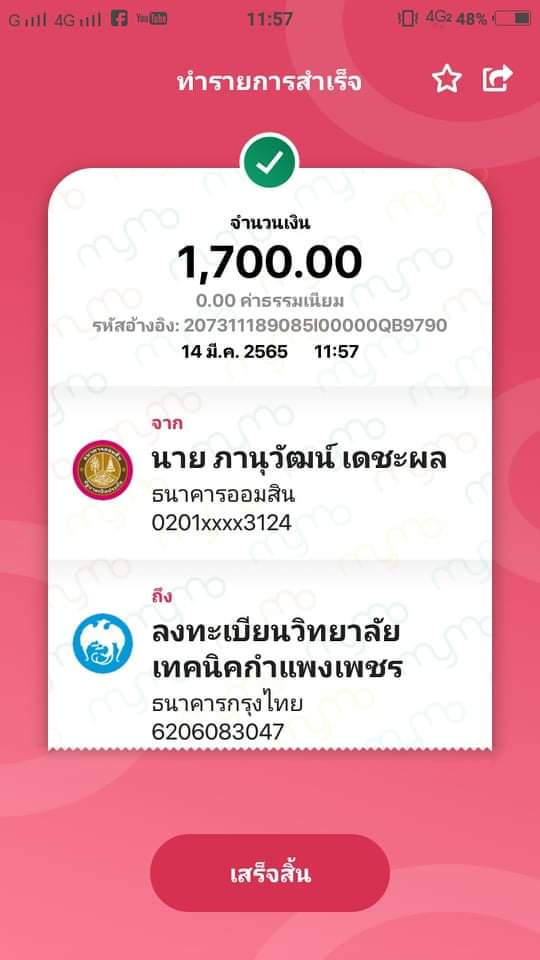 G 4G YouTube 11:57 4G2 48%
ทำรายการสำเร็จ
จำนวนเงิน
1,700.00
0.00 ค่าธรรมเนียม
รหัสอ้างอิง: 207311189085I00000QB9790
14 มี.ค. 2565 11:57
จาก
นาย ภานุวัฒน์ เดชะผล
ธนาคารออมสิน
0201xxxx3124
ถึง
ลงทะเบียนวิทยาลัย
เทคนิคกำแพงเพชร
ธนาคารกรุงไทย
6206083047
เสร็จสิ้น